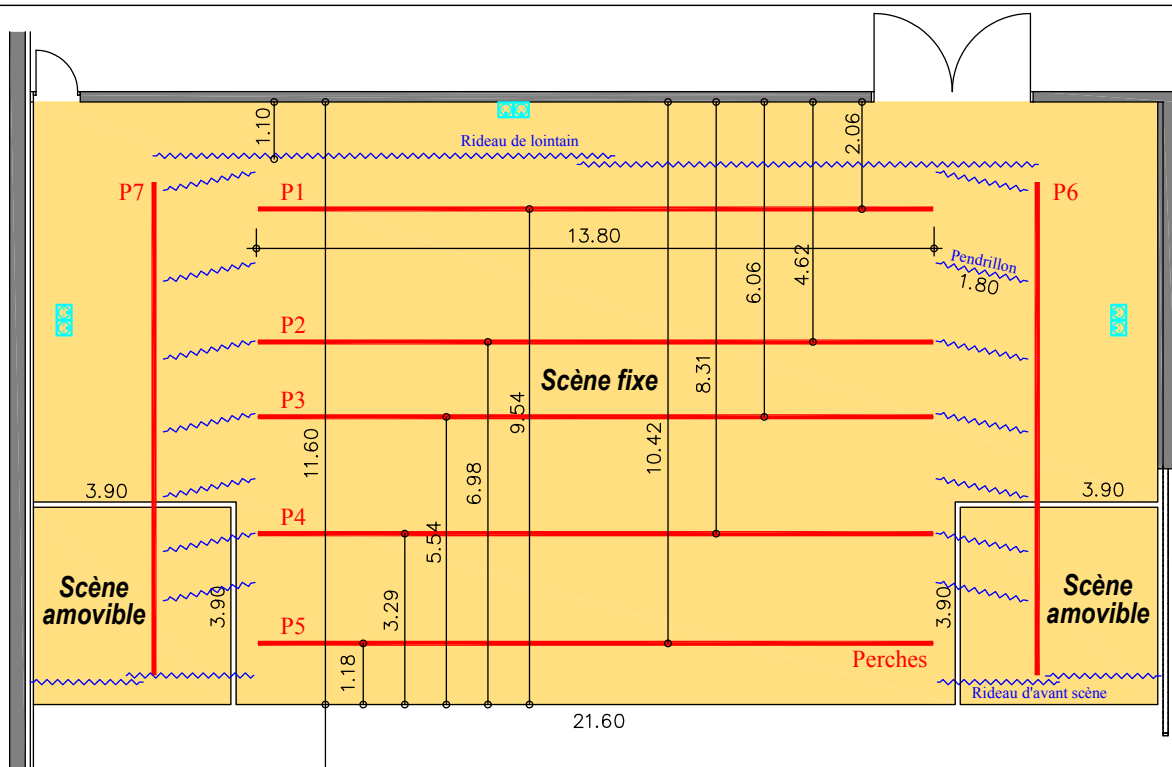 1.10
Rideau de lointain
2.06
P7
P1
P6
13.80
Pendrillon
1.80
4.62
6.06
P2
8.31
Scène fixe
9.54
P3
10.42
11.60
6.98
3.90
3.90
P4
5.54
Scène
amovible
3.90
3.29
3.90
Scène
amovible
P5
1.18
Perches
Rideau d'avant scène
21.60